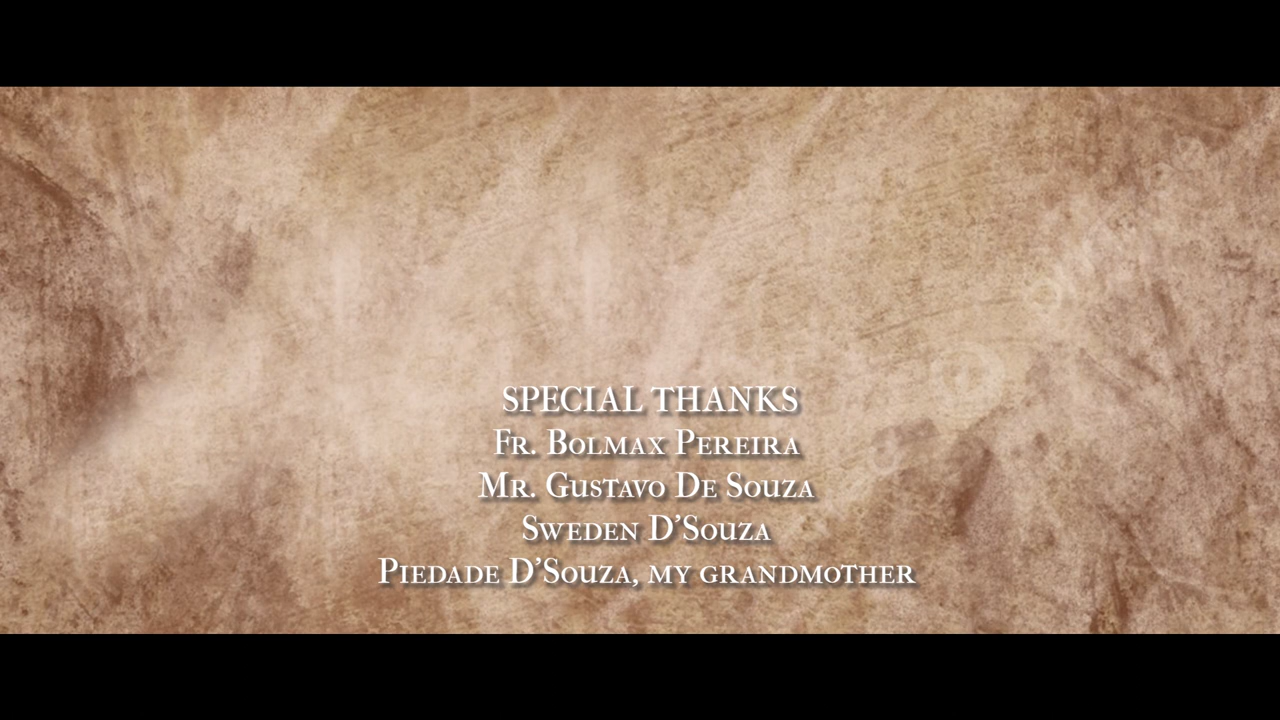 SPECIAL THANKS
Fr. Bolmax Pereira
Mr. Gustavo De Souza
Sweden D'Souza
Piedade D'Souza, my grandmother